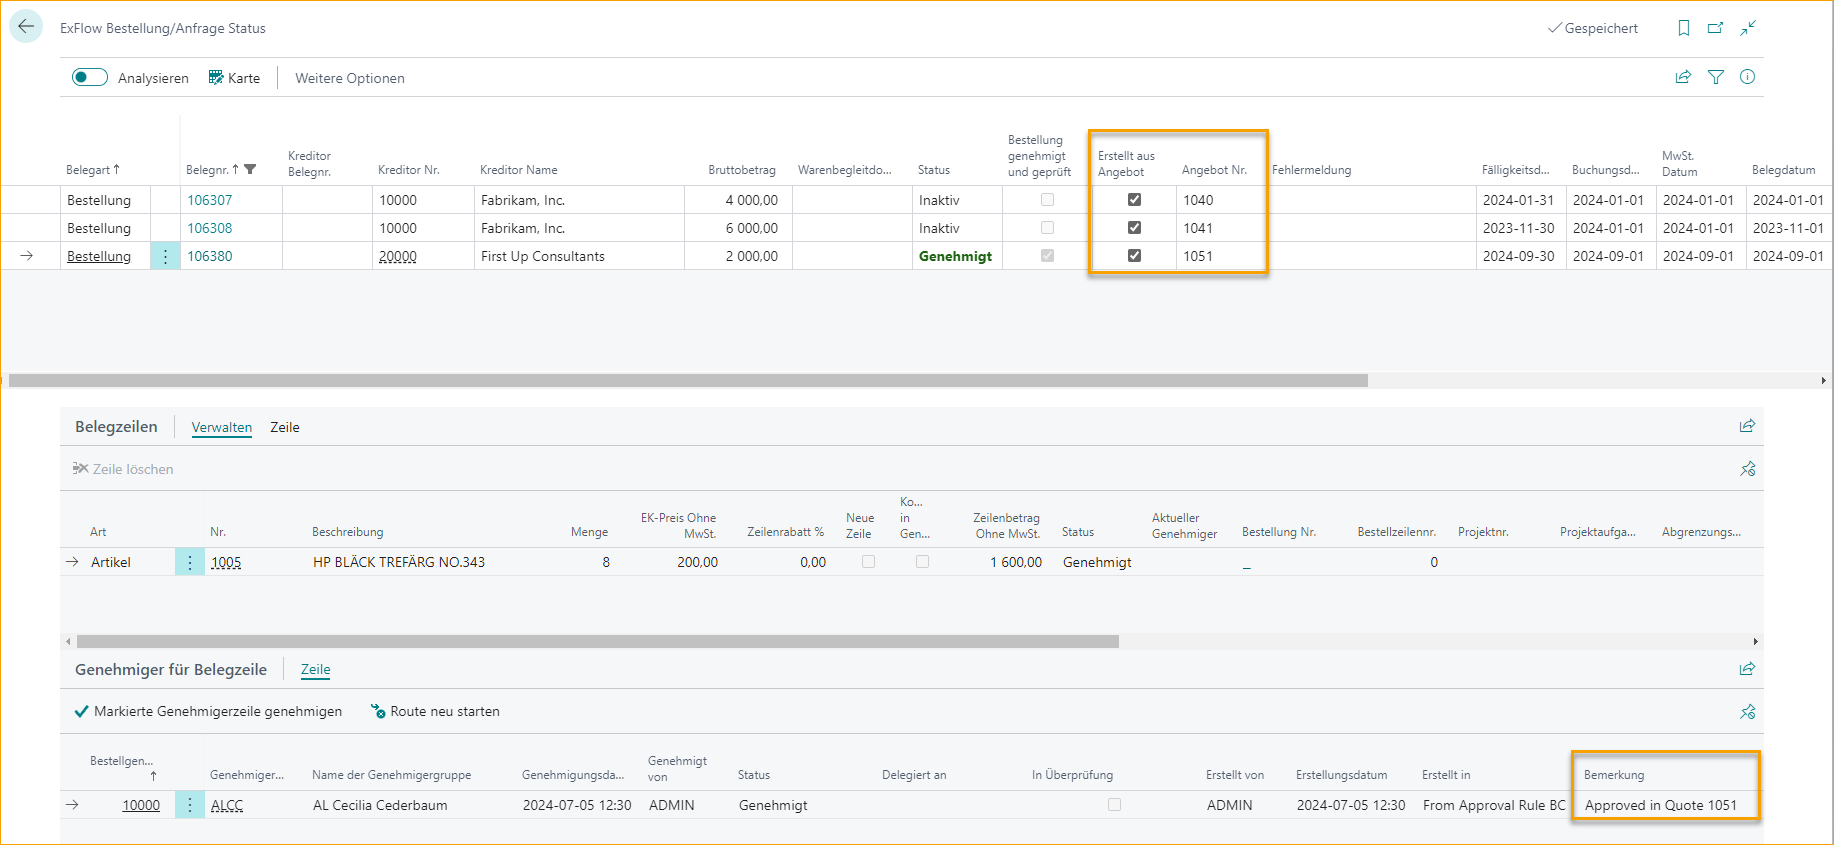 ExFlow Bestellung/Anfrage Status
Gespeichert
Analysieren Karte Weitere Optionen
Belegart Belegnr. Kreditor Belegnr. Kreditor Nr. Kreditor Name Bruttobetrag Warenbegleitdo... Status Bestellung genehmigt und geprüft Erstellt aus Angebot Angebot Nr. Fehlermeldung Fälligkeitsd... Buchungsd... MwSt. Datum Belegdatum
Bestellung 106307 10000 Fabrikam, Inc. 4 000,00 Inaktiv 1040 2024-01-31 2024-01-01 2024-01-01 2024-01-01
Bestellung 106308 10000 Fabrikam, Inc. 6 000,00 Inaktiv 1041 2023-11-30 2024-01-01 2024-01-01 2023-11-01
Bestellung 106380 20000 First Up Consultants 2 000,00 Genehmigt 1051 2024-09-30 2024-09-01 2024-09-01 2024-09-01
Belegzeilen Verwalten Zeile
Zeile löschen
Art Nr. Beschreibung Menge EK-Preis Ohne MwSt. Zeilenrabatt % Neue Zeile Ko... in Gen... Zeilenbetrag Ohne MwSt. Status Aktueller Genehmiger Bestellung Nr. Bestellzeilennr. Projektnr. Projektaufga... Abgrenzungs...
Artikel 1005 HP BLÄCK TREFÄRG NO.343 8 200,00 0,00 1 600,00 Genehmigt _ 0
Genehmiger für Belegzeile Zeile
Markierte Genehmigerzeile genehmigen Route neu starten
Bestellgen... Genehmiger... Name der Genehmigergruppe Genehmigungsda... Genehmigt von Status Delegiert an In Überprüfung Erstellt von Erstellungsdatum Erstellt in Bemerkung
10000 ALCC AL Cecilia Cederbaum 2024-07-05 12:30 ADMIN Genehmigt ADMIN 2024-07-05 12:30 From Approval Rule BC Approved in Quote 1051